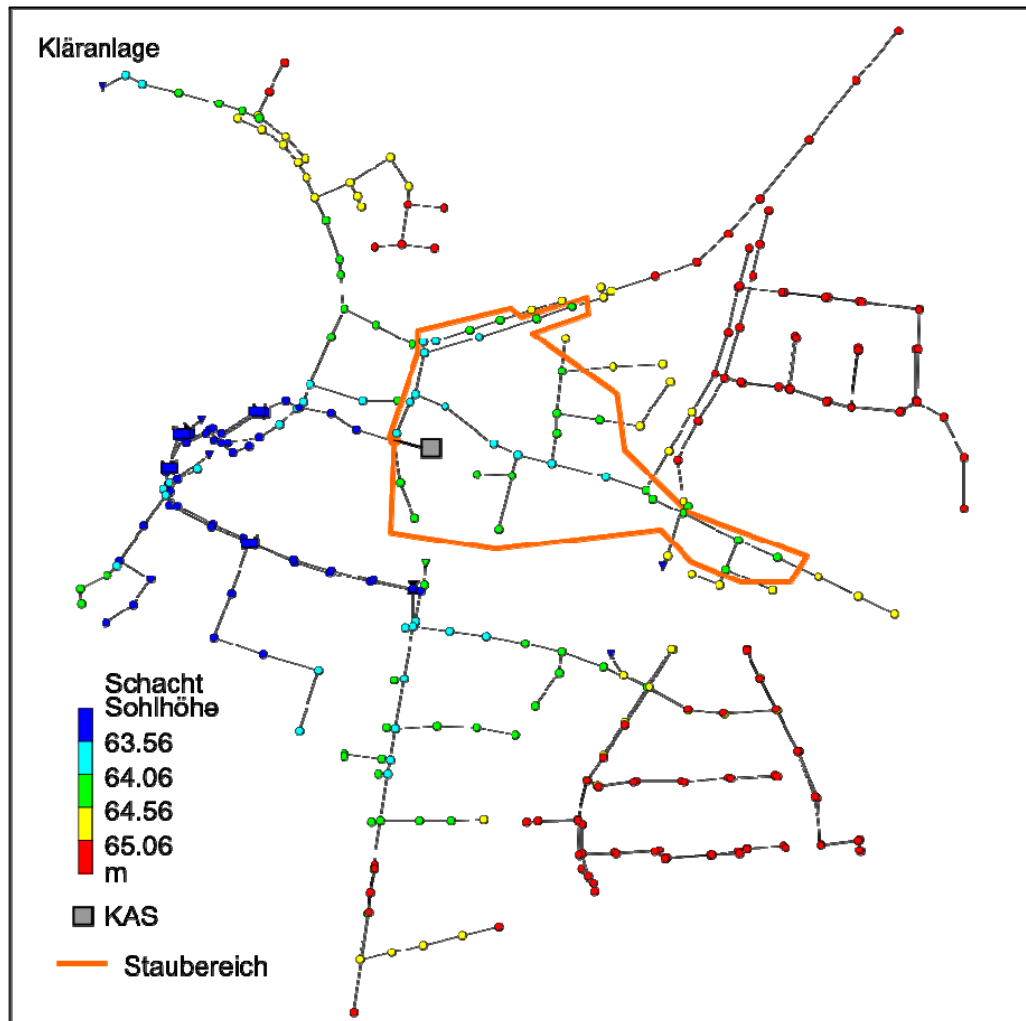 Kläranlage
Schacht
Sohlhöhe
63.56
64.06
64.56
65.06
m
KAS
Staubereich